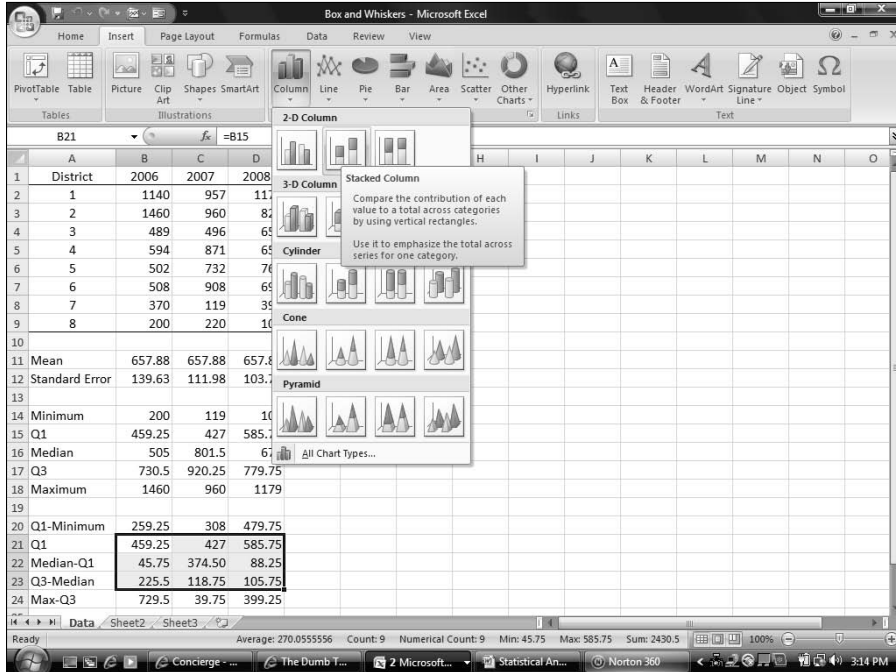 Box and Whiskers - Microsoft Excel
Home Insert Page Layout Formulas Data Review View
PivotTable Table Picture Clip Art Shapes SmartArt Column Line Pie Bar Area Scatter Other Charts Hyperlink Text Box Header & Footer WordArt Signature Line Object Symbol
Tables Illustrations Links Text
B21 fx =B15
2-D Column
A B C D H I J K L M N O
1 District 2006 2007 2008
Stacked Column
Compare the contribution of each
value to a total across categories
by using vertical rectangles.
Use it to emphasize the total across
series for one category.
3-D Column
Cylinder
Cone
Pyramid
All Chart Types...
2 1 1140 957
3 2 1460 960
4 3 489 496
5 4 594 871
6 5 502 732
7 6 508 908
8 7 370 119
9 8 200 220
10
11 Mean 657.88 657.88
12 Standard Error 139.63 111.98
13
14 Minimum 200 119
15 Q1 459.25 427
16 Median 505 801.5
17 Q3 730.5 920.25 779.75
18 Maximum 1460 960 1179
19
20 Q1-Minimum 259.25 308 479.75
21 Q1 459.25 427 585.75
22 Median-Q1 45.75 374.50 88.25
23 Q3-Median 225.5 118.75 105.75
24 Max-Q3 729.5 39.75 399.25
Data Sheet2 Sheet3
Ready Average: 270.0555556 Count: 9 Numerical Count: 9 Min: 45.75 Max: 585.75 Sum: 2430.5 100%
Concierge - ... The Dumb T... 2 Microsoft... Statistical An... Norton 360 3:14 PM